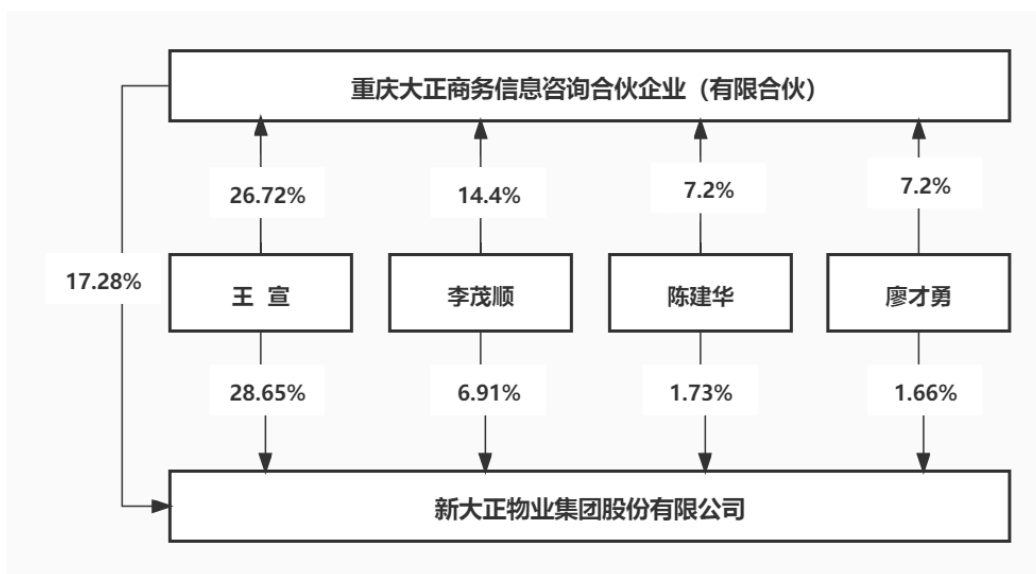 重庆大正商务信息咨询合伙企业（有限合伙）
26.72%
14.4%
7.2%
7.2%
17.28%
王 宣
李茂顺
陈建华
廖才勇
28.65%
6.91%
1.73%
1.66%
新大正物业集团股份有限公司